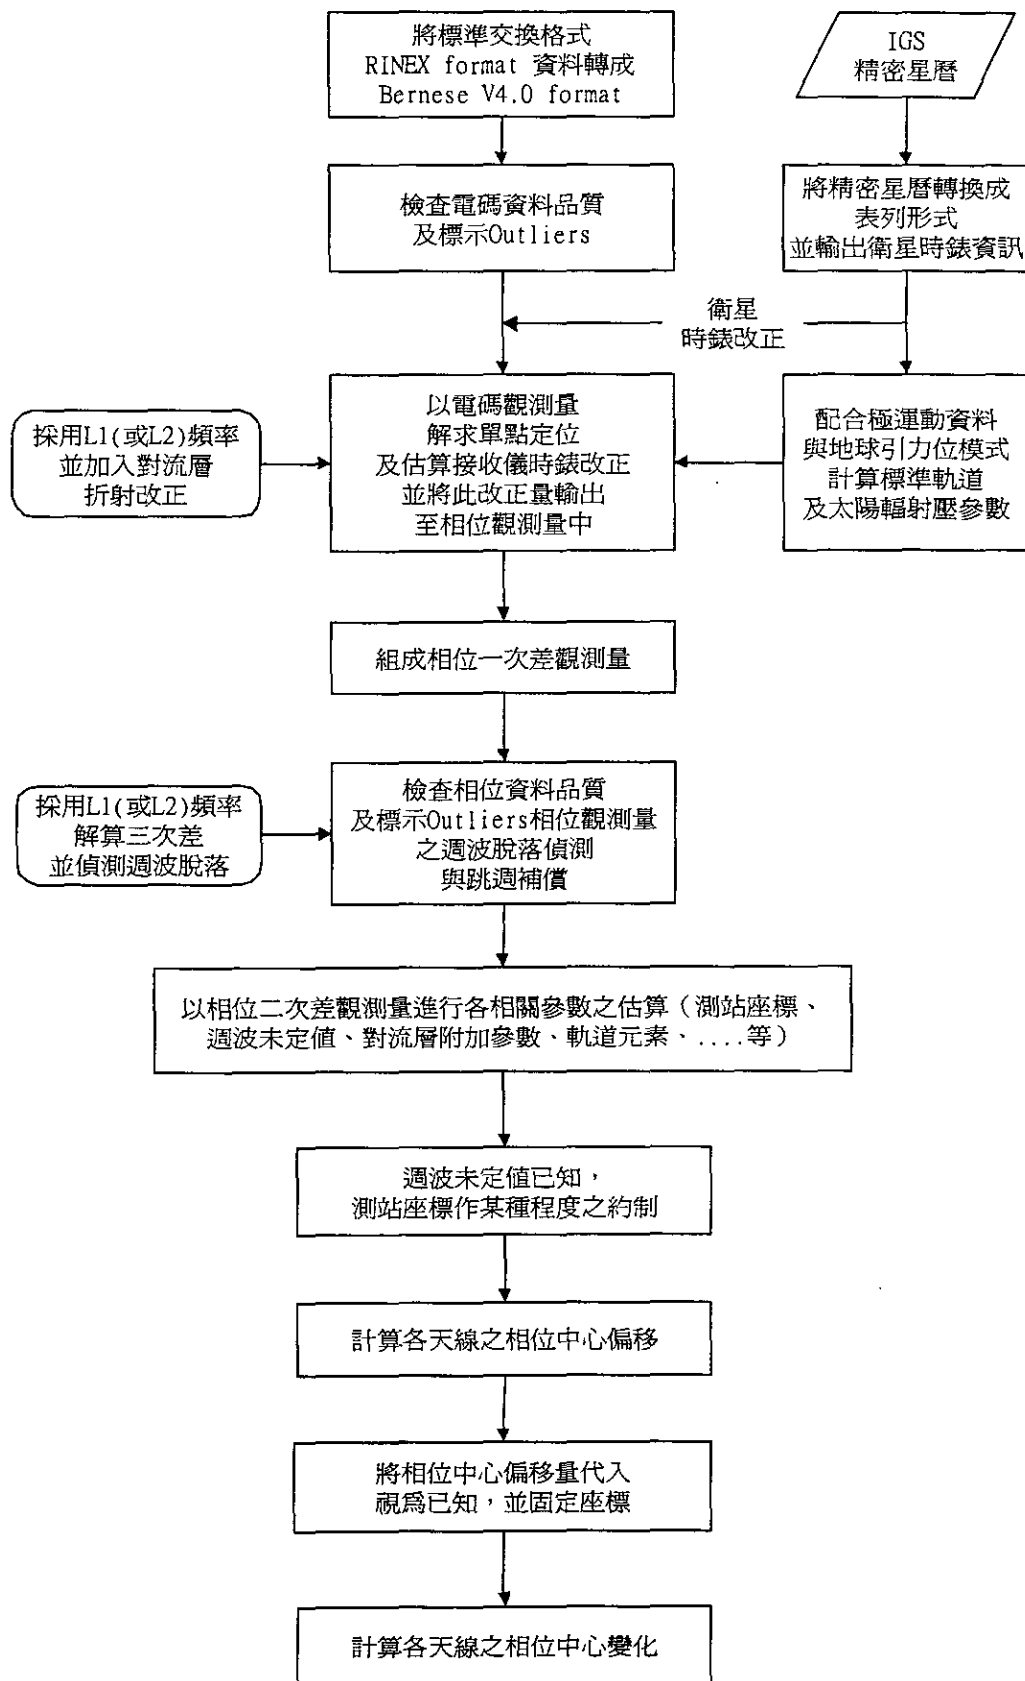 將標準交換格式
RINEX format 資料轉成
Bernese V4.0 format
IGS
精密星曆
檢查電碼資料品質
及標示Outliers
將精密星曆轉換成
表列形式
並輸出衛星時錶資訊
衛星
時錶改正
採用L1(或L2)頻率
並加入對流層
折射改正
以電碼觀測量
解求單點定位
及估算接收儀時錶改正
並將此改正量輸出
至相位觀測量中
配合極運動資料
與地球引力位模式
計算標準軌道
及太陽輻射壓參數
組成相位一次差觀測量
採用L1(或L2)頻率
解算三次差
並偵測週波脫落
檢查相位資料品質
及標示Outliers相位觀測量
之週波脫落偵測
與跳週補償
以相位二次差觀測量進行各相關參數之估算（測站座標、
週波未定值、對流層附加參數、軌道元素、....等）
週波未定值已知，
測站座標作某種程度之約制
計算各天線之相位中心偏移
將相位中心偏移量代入
視為已知，並固定座標
計算各天線之相位中心變化